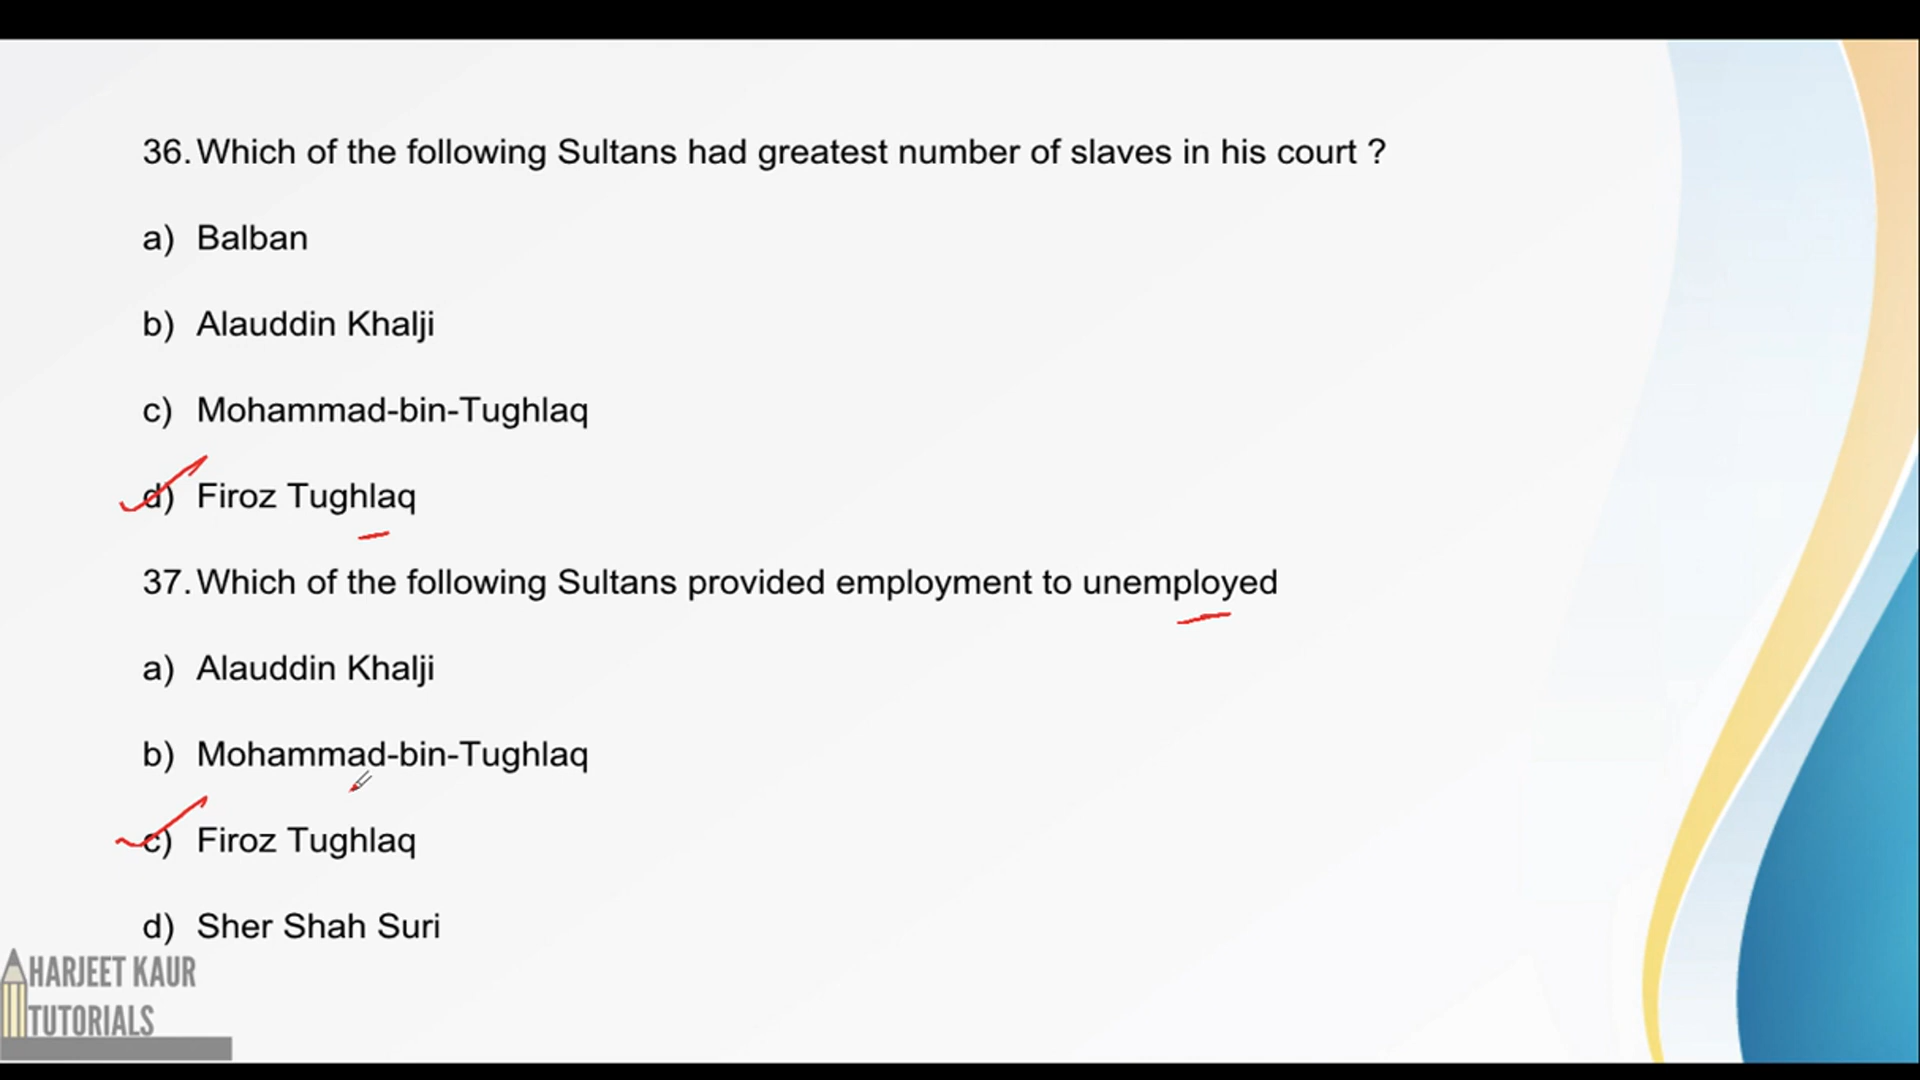 36. Which of the following Sultans had greatest number of slaves in his court ?
a) Balban
b) Alauddin Khalji
c) Mohammad-bin-Tughlaq
d) Firoz Tughlaq
37. Which of the following Sultans provided employment to unemployed
a) Alauddin Khalji
b) Mohammad-bin-Tughlaq
c) Firoz Tughlaq
d) Sher Shah Suri
HARJEET KAUR
TUTORIALS